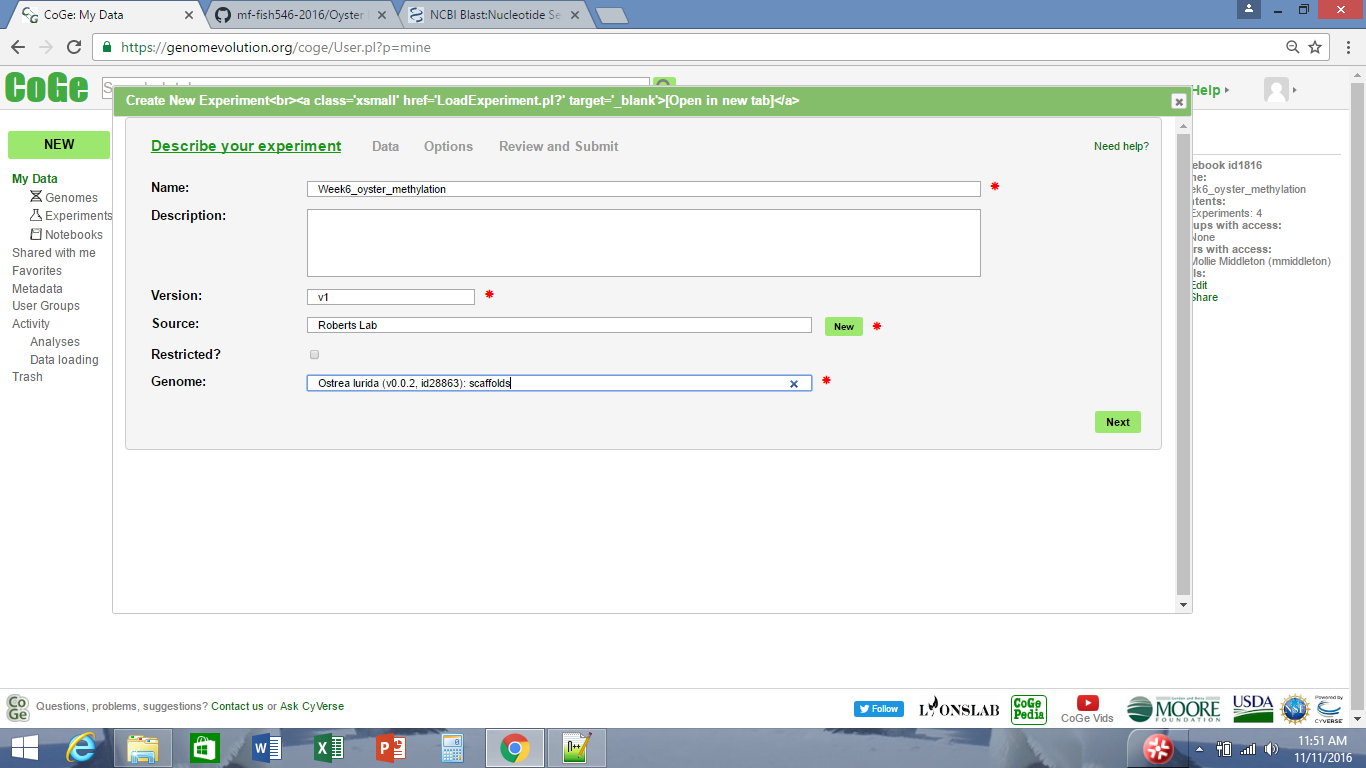 CoGe: My Data
mf-fish546-2016/Oyster
NCBI Blast:Nucleotide Se
https://genomevolution.org/coge/User.pl?p=mine
CoGe
Help
Create New Experiment<br><a class='xsmall' href='LoadExperiment.pl?' target='_blank'>[Open in new tab]</a>
NEW
My Data
Genomes
Experiments
Notebooks
Shared with me
Favorites
Metadata
User Groups
Activity
Analyses
Data loading
Trash
Describe your experiment Data Options Review and Submit Need help?
Name: Week6_oyster_methylation *
Description:
Version: v1 *
Source: Roberts Lab New *
Restricted?
Genome: Ostrea lurida (v0.0.2, id28863): scaffolds *
Next
ebook id1816
ne:
ek6_oyster_methylation
ntents:
Experiments: 4
ups with access:
None
rs with access:
Mollie Middleton (mmiddleton)
ls:
Edit
Share
CoGe
Questions, problems, suggestions? Contact us or Ask CyVerse
Follow
LYONSLAB
CoGe Pedia
CoGe Vids
MOORE
FOUNDATION
USDA
NSF
Powered by
CYVERSE
11:51 AM
11/11/2016